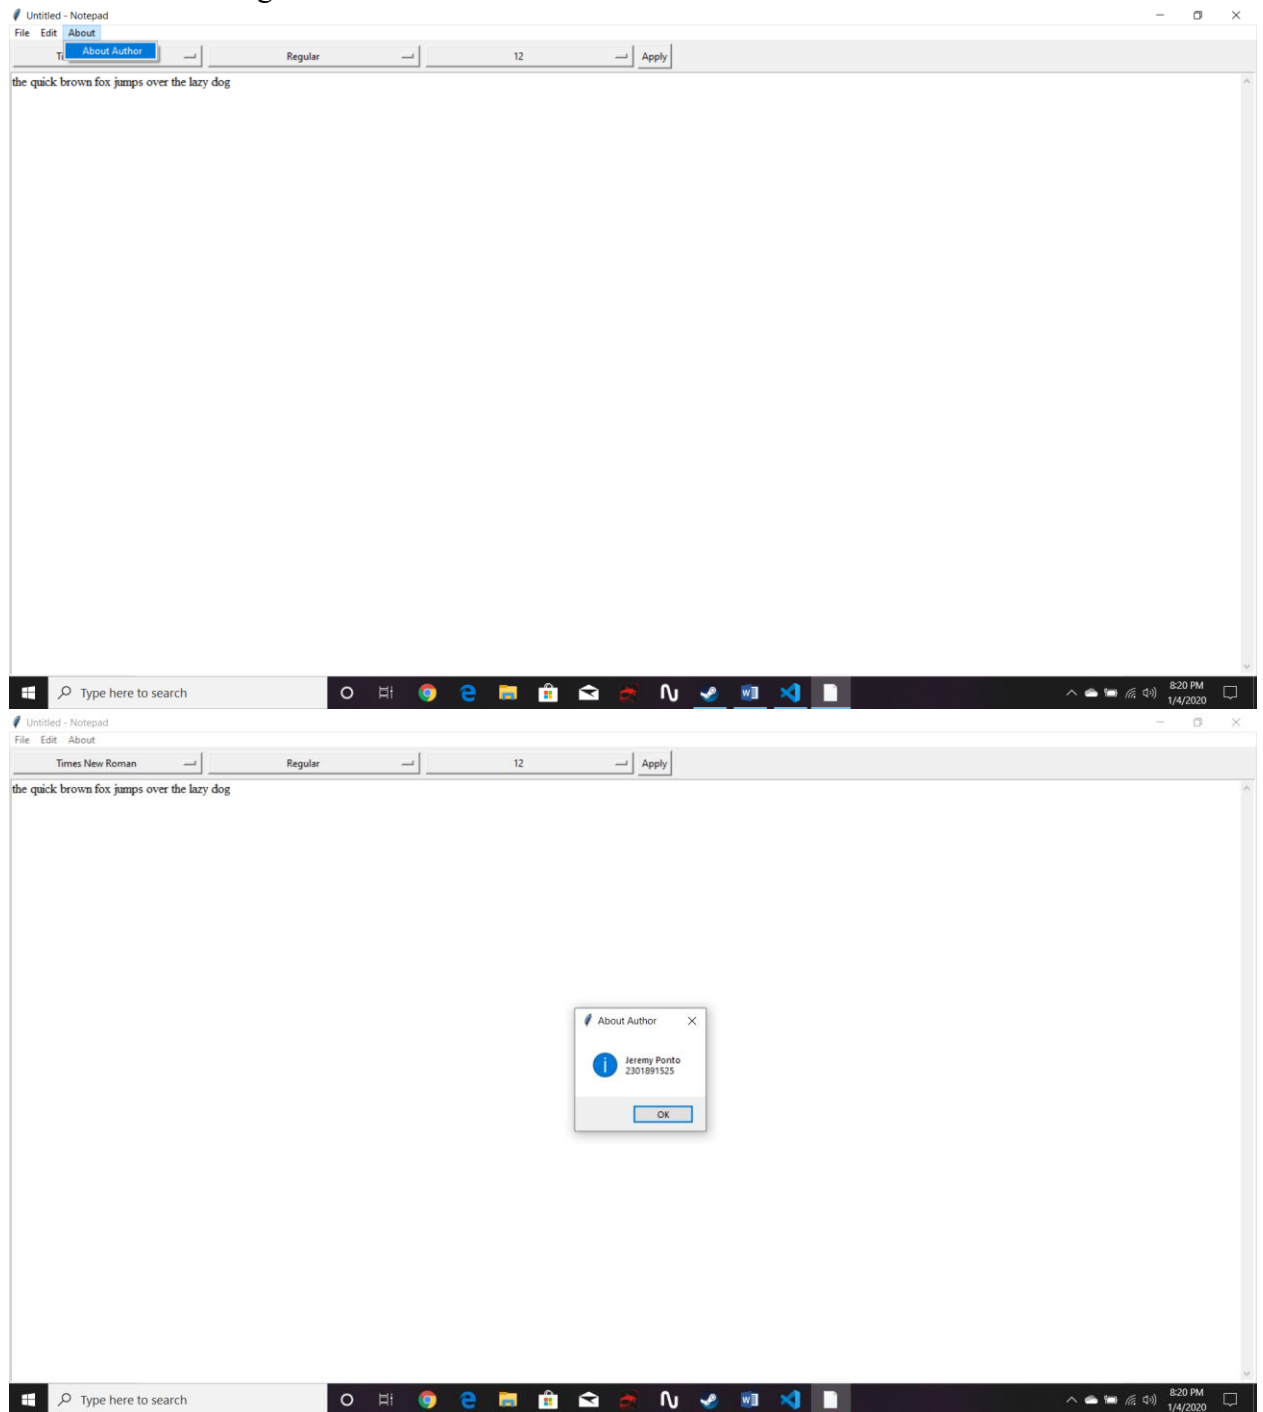 Untitled - Notepad
File Edit About
About Author
Regular 12 Apply
the quick brown fox jumps over the lazy dog
Type here to search
8:20 PM
1/4/2020
Untitled - Notepad
File Edit About
Times New Roman Regular 12 Apply
the quick brown fox jumps over the lazy dog
About Author
Jeremy Ponto
2301891525
OK
Type here to search
8:20 PM
1/4/2020